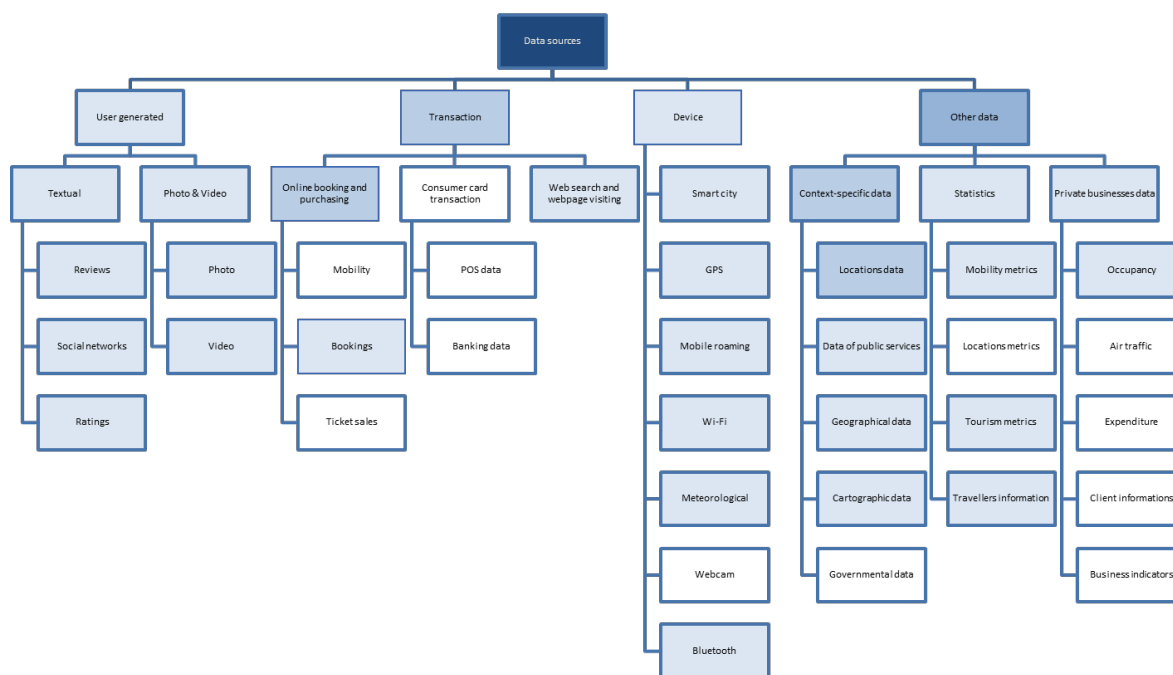 Data sources
User generated
Transaction
Device
Other data
Textual
Photo & Video
Online booking and
purchasing
Consumer card
transaction
Web search and
webpage visiting
Smart city
Context-specific data
Statistics
Private businesses data
Reviews
Photo
Mobility
POS data
GPS
Locations data
Mobility metrics
Occupancy
Social networks
Video
Bookings
Banking data
Mobile roaming
Data of public services
Locations metrics
Air traffic
Ratings
Ticket sales
Wi-Fi
Geographical data
Tourism metrics
Expenditure
Meteorological
Cartographic data
Travellers information
Client informations
Webcam
Governmental data
Business indicators
Bluetooth